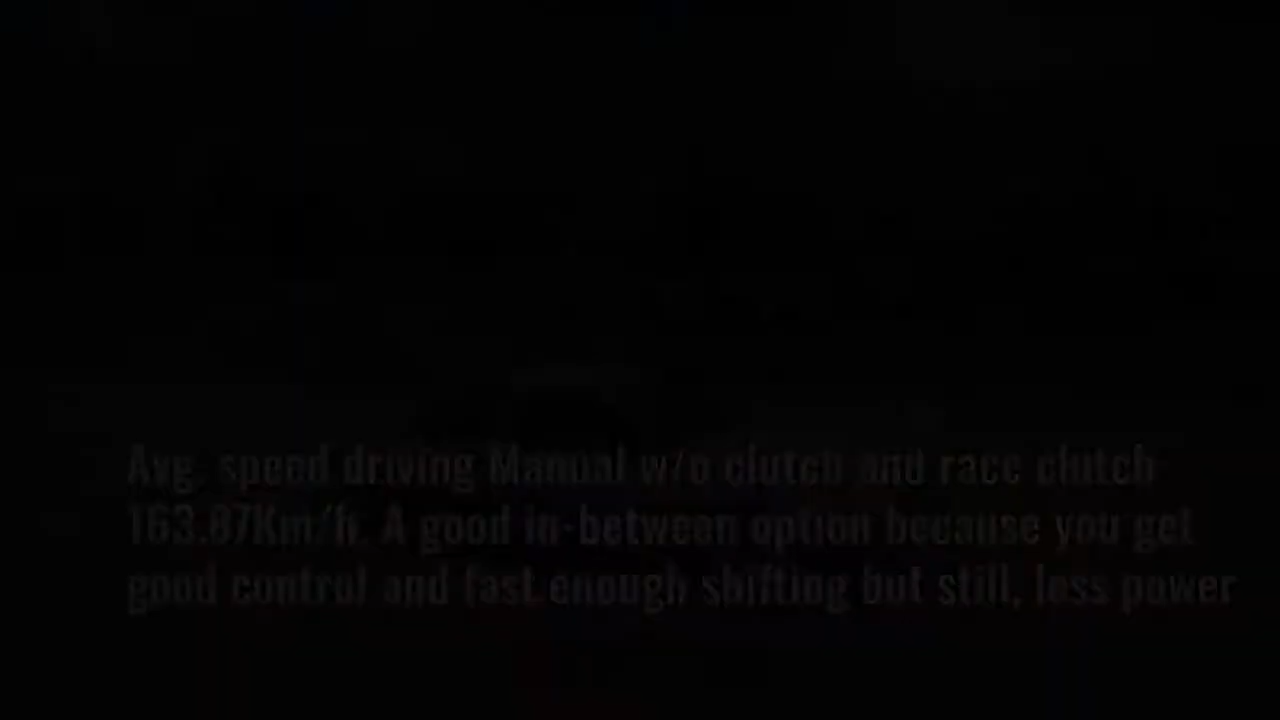 Avg. speed driving Manual w/o clutch and race clutch
163.87Km/h. A good in-between option because you get
good control and fast enough shifting but still, less power